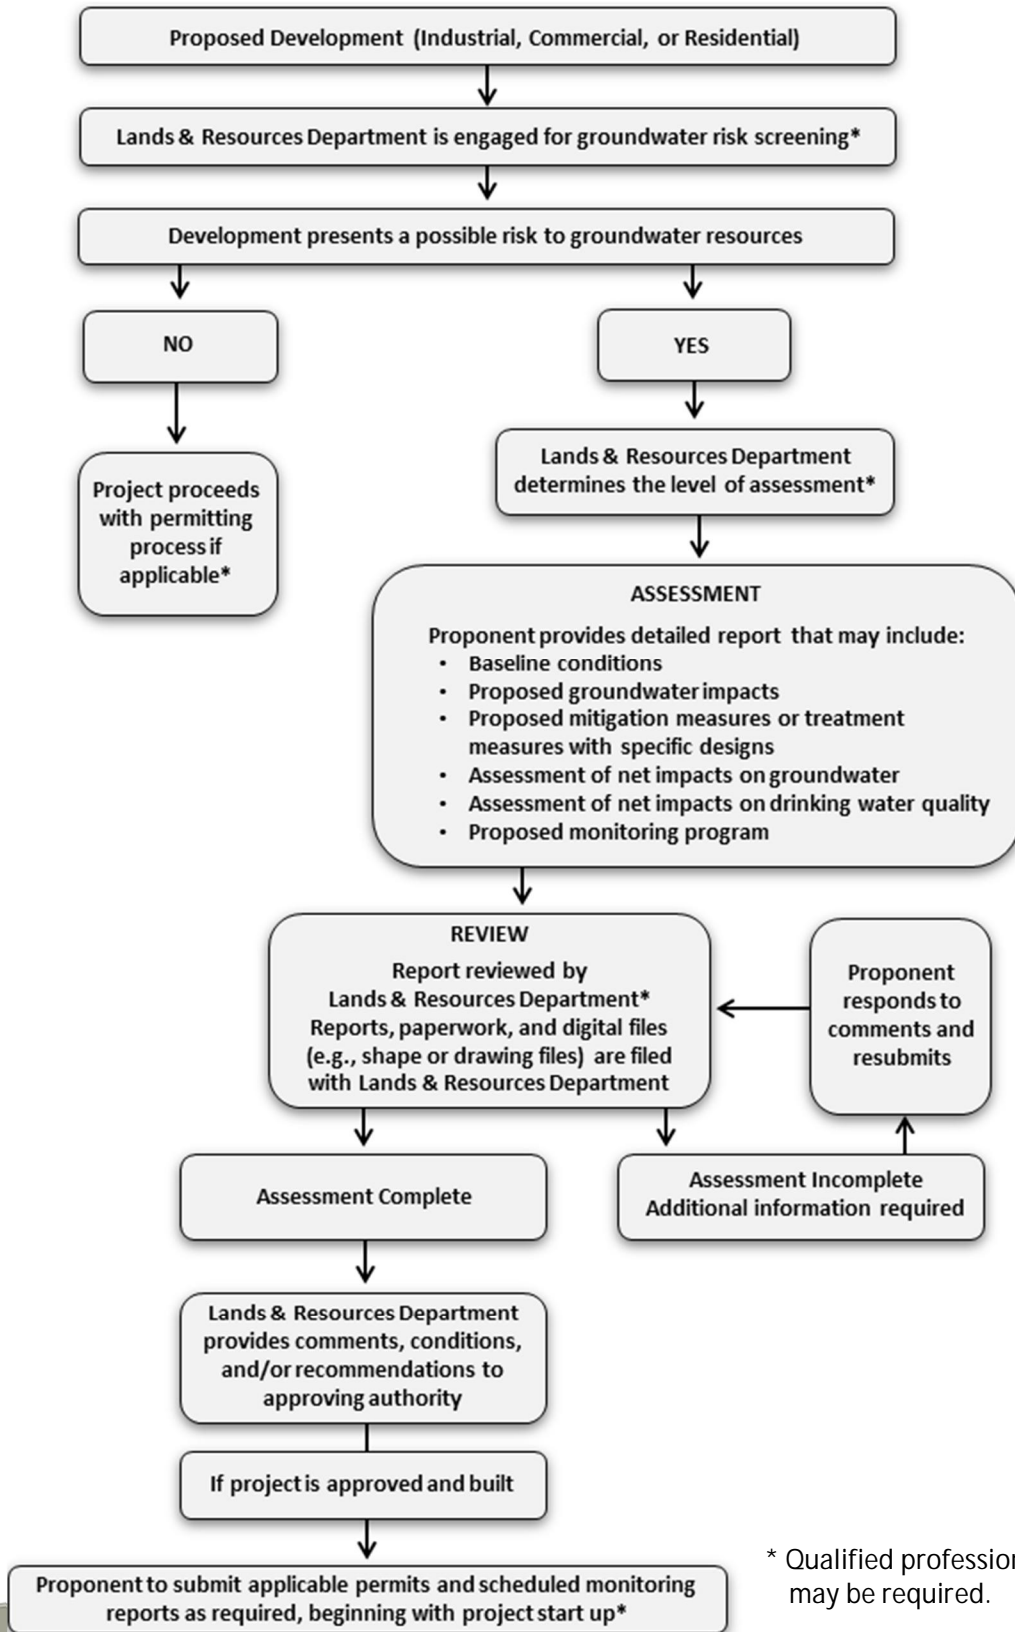 Proposed Development (Industrial, Commercial, or Residential)
Lands & Resources Department is engaged for groundwater risk screening*
Development presents a possible risk to groundwater resources
NO
YES
Project proceeds
with permitting
process if
applicable*
Lands & Resources Department
determines the level of assessment*
ASSESSMENT
Proponent provides detailed report that may include:
• Baseline conditions
• Proposed groundwater impacts
• Proposed mitigation measures or treatment
measures with specific designs
• Assessment of net impacts on groundwater
• Assessment of net impacts on drinking water quality
• Proposed monitoring program
REVIEW
Report reviewed by
Lands & Resources Department*
Reports, paperwork, and digital files
(e.g., shape or drawing files) are filed
with Lands & Resources Department
Proponent
responds to
comments and
resubmits
Assessment Complete
Assessment Incomplete
Additional information required
Lands & Resources Department
provides comments, conditions,
and/or recommendations to
approving authority
If project is approved and built
Proponent to submit applicable permits and scheduled monitoring
reports as required, beginning with project start up*
* Qualified
may be required.